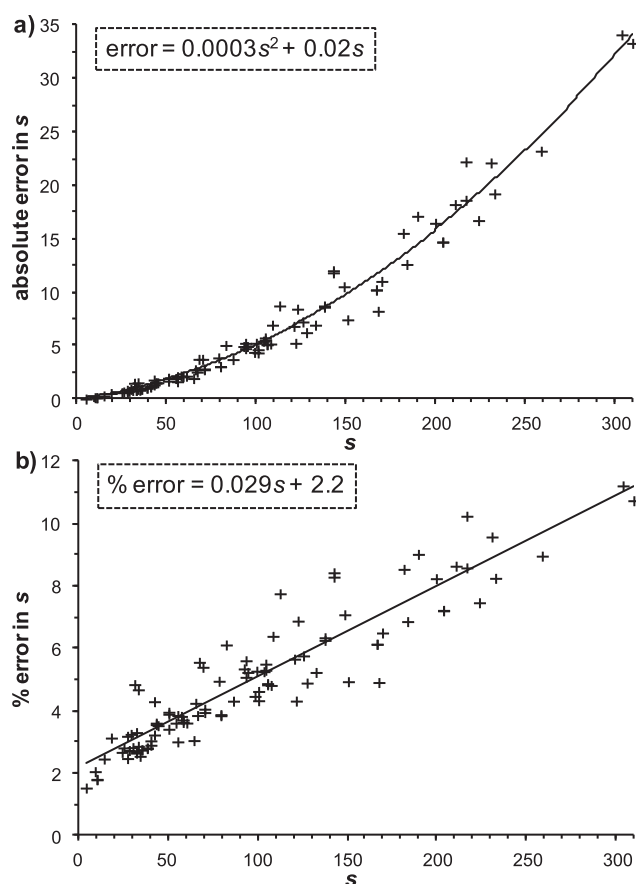 a)
error = 0.0003s² + 0.02s
absolute error in s
35
30
25
20
15
10
5
0
0 50 100 150 200 250 300
s
b)
% error = 0.029s + 2.2
% error in s
12
10
8
6
4
2
0
0 50 100 150 200 250 300
s